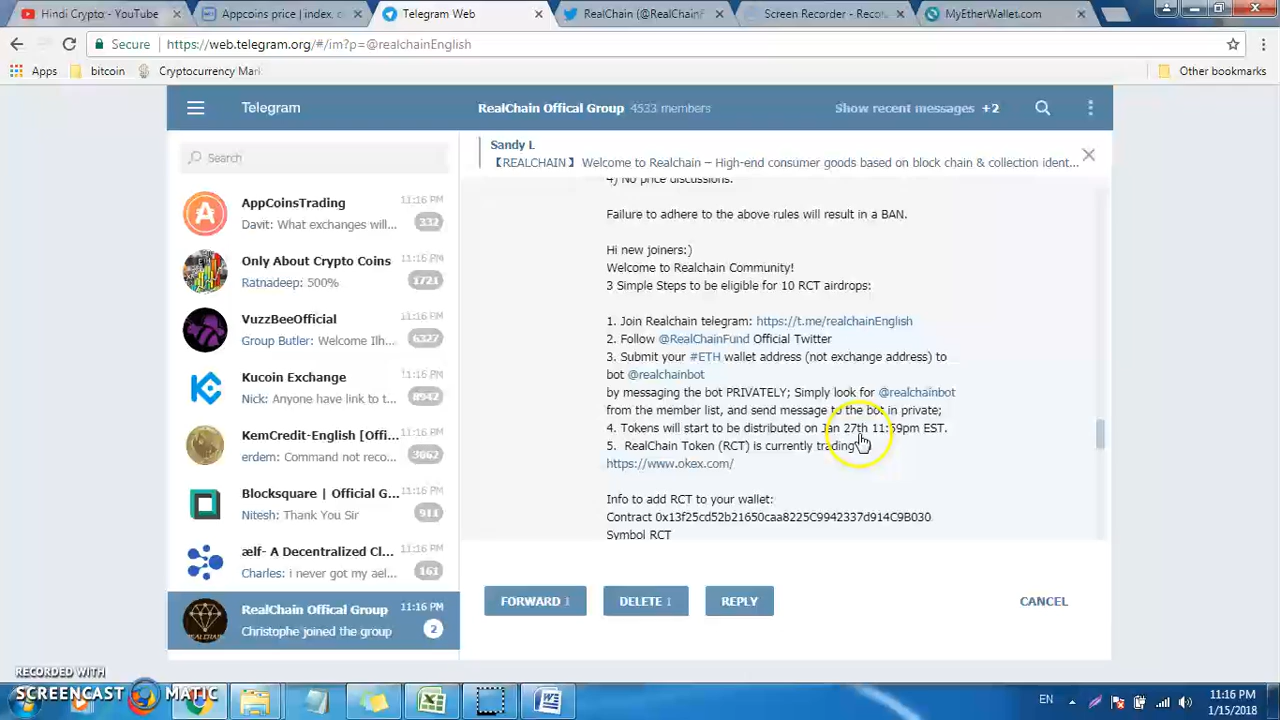 Hindi Crypto - YouTube
Appcoins price | index, c
Telegram Web
RealChain (@RealChainF
Screen Recorder - Recor
MyEtherWallet.com
Secure
https://web.telegram.org/#/im?p=@realchainEnglish
Apps
bitcoin
Cryptocurrency Mark
Other bookmarks
Telegram
RealChain Offical Group 4533 members
Show recent messages +2
Search
Sandy L
【REALCHAIN】 Welcome to Realchain – High-end consumer goods based on block chain & collection ident...
AppCoinsTrading
11:16 PM
Davit: What exchanges will...
332
Only About Crypto Coins
11:16 PM
Ratnadeep: 500%
1721
VuzzBeeOfficial
11:16 PM
Group Butler: Welcome Ilh...
6327
Kucoin Exchange
11:16 PM
Nick: Anyone have link to t...
8942
KemCredit-English [Offi...
11:16 PM
erdem: Command not reco...
3062
Blocksquare | Official G...
11:16 PM
Nitesh: Thank You Sir
911
ælf- A Decentralized Cl...
11:16 PM
Charles: i never got my ael...
161
RealChain Offical Group
11:16 PM
Christophe joined the group
2
4) No price discussions.
Failure to adhere to the above rules will result in a BAN.
Hi new joiners:)
Welcome to Realchain Community!
3 Simple Steps to be eligible for 10 RCT airdrops:
1. Join Realchain telegram: https://t.me/realchainEnglish
2. Follow @RealChainFund Official Twitter
3. Submit your #ETH wallet address (not exchange address) to
bot @realchainbot
by messaging the bot PRIVATELY; Simply look for @realchainbot
from the member list, and send message to the bot in private;
4. Tokens will start to be distributed on Jan 27th 11:59pm EST.
5. RealChain Token (RCT) is currently trading
https://www.okex.com/
Info to add RCT to your wallet:
Contract 0x13f25cd52b21650caa8225C9942337d914C9B030
Symbol RCT
FORWARD 1
DELETE 1
REPLY
CANCEL
RECORDED WITH
SCREENCAST MATIC
EN
11:16 PM
1/15/2018